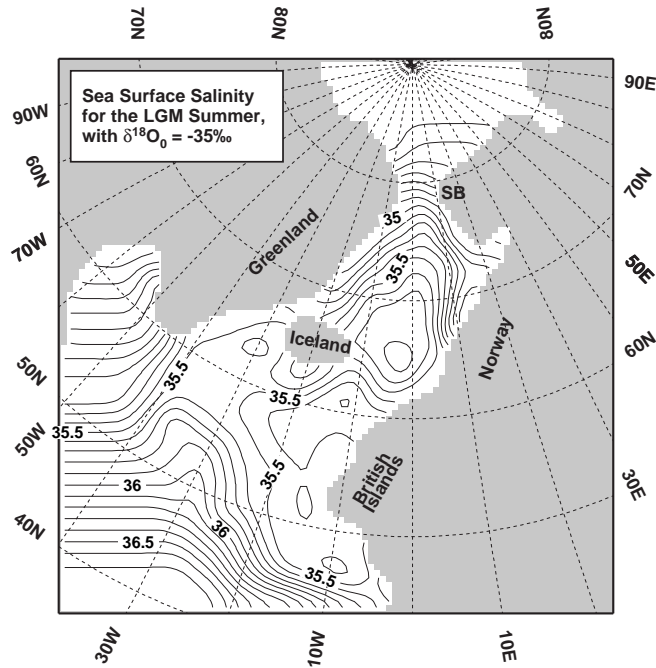 70N
80N
80N
90E
90W
Sea Surface Salinity
for the LGM Summer,
with δ¹⁸O₀ = -35‰
60N
70N
SB
35
Greenland
70W
35.5
50E
Iceland
Norway
60N
50N
35.5
35.5
50W
35.5
35.5
British
Islands
30E
36
40N
36
36.5
35.5
30W
10W
10E